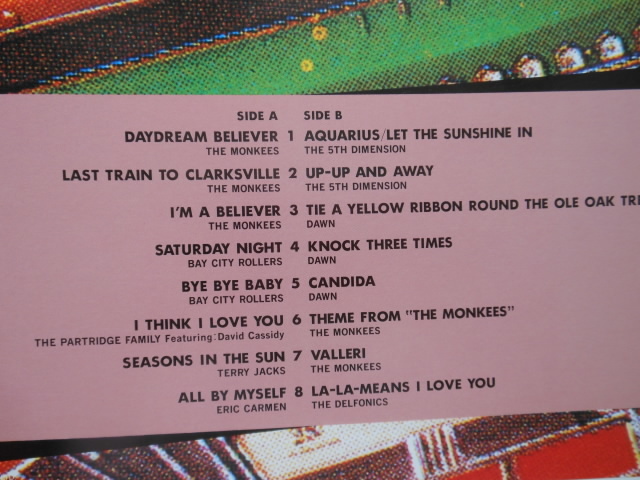 SIDE A SIDE B
DAYDREAM BELIEVER 1 AQUARIUS/LET THE SUNSHINE IN
THE MONKEES THE 5TH DIMENSION
LAST TRAIN TO CLARKSVILLE 2 UP-UP AND AWAY
THE MONKEES THE 5TH DIMENSION
I'M A BELIEVER 3 TIE A YELLOW RIBBON ROUND THE OLE OAK TRE
THE MONKEES DAWN
SATURDAY NIGHT 4 KNOCK THREE TIMES
BAY CITY ROLLERS DAWN
BYE BYE BABY 5 CANDIDA
BAY CITY ROLLERS DAWN
I THINK I LOVE YOU 6 THEME FROM "THE MONKEES"
THE PARTRIDGE FAMILY Featuring:David Cassidy THE MONKEES
SEASONS IN THE SUN 7 VALLERI
TERRY JACKS THE MONKEES
ALL BY MYSELF 8 LA-LA-MEANS I LOVE YOU
ERIC CARMEN THE DELFONICS